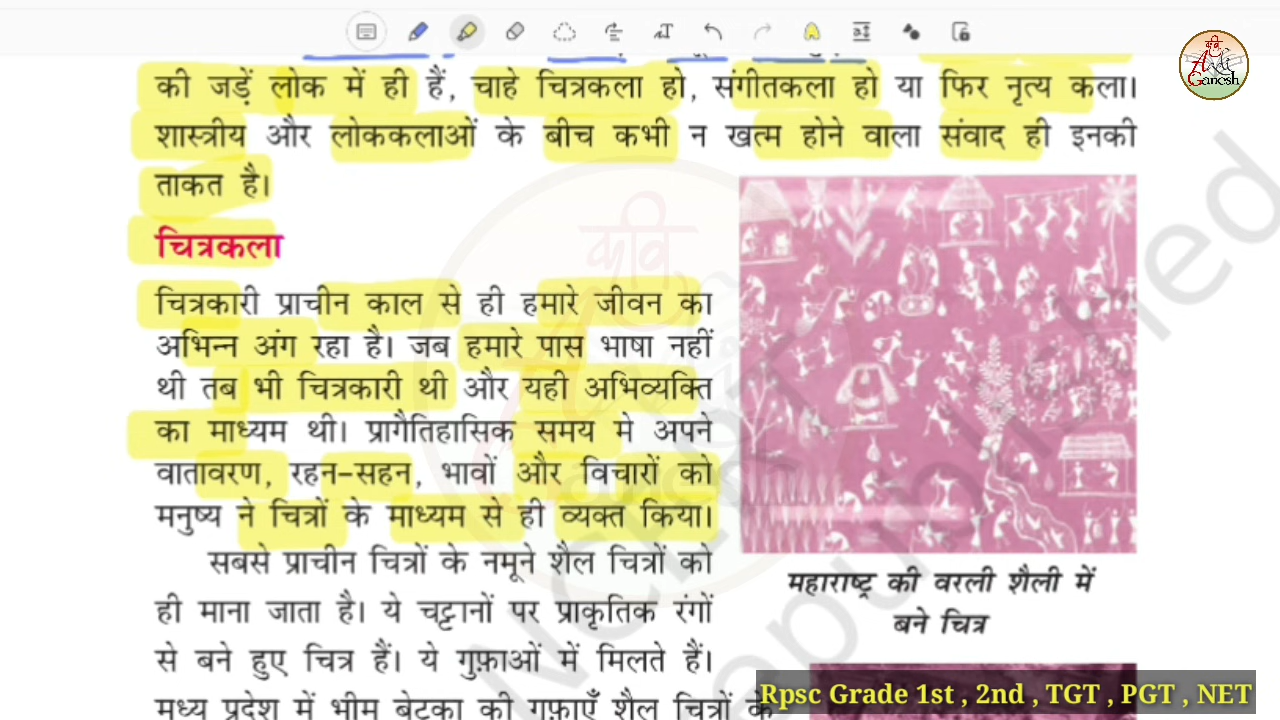 की जड़ें लोक में ही हैं, चाहे चित्रकला हो, संगीतकला हो या फिर नृत्य कला।
शास्त्रीय और लोककलाओं के बीच कभी न खत्म होने वाला संवाद ही इनकी
ताकत है।
चित्रकला
चित्रकारी प्राचीन काल से ही हमारे जीवन का
अभिन्न अंग रहा है। जब हमारे पास भाषा नहीं
थी तब भी चित्रकारी थी और यही अभिव्यक्ति
का माध्यम थी। प्रागैतिहासिक समय मे अपने
वातावरण, रहन-सहन, भावों और विचारों को
मनुष्य ने चित्रों के माध्यम से ही व्यक्त किया।
सबसे प्राचीन चित्रों के नमूने शैल चित्रों को
ही माना जाता है। ये चट्टानों पर प्राकृतिक रंगों
से बने हुए चित्र हैं। ये गुफ़ाओं में मिलते हैं।
मध्य प्रदेश में भीम बेटका की गुफ़ाएँ शैल चित्रों के
महाराष्ट्र की वरली शैली में
बने चित्र
Rpsc Grade 1st , 2nd , TGT , PGT , NET
कवि
Ganesh